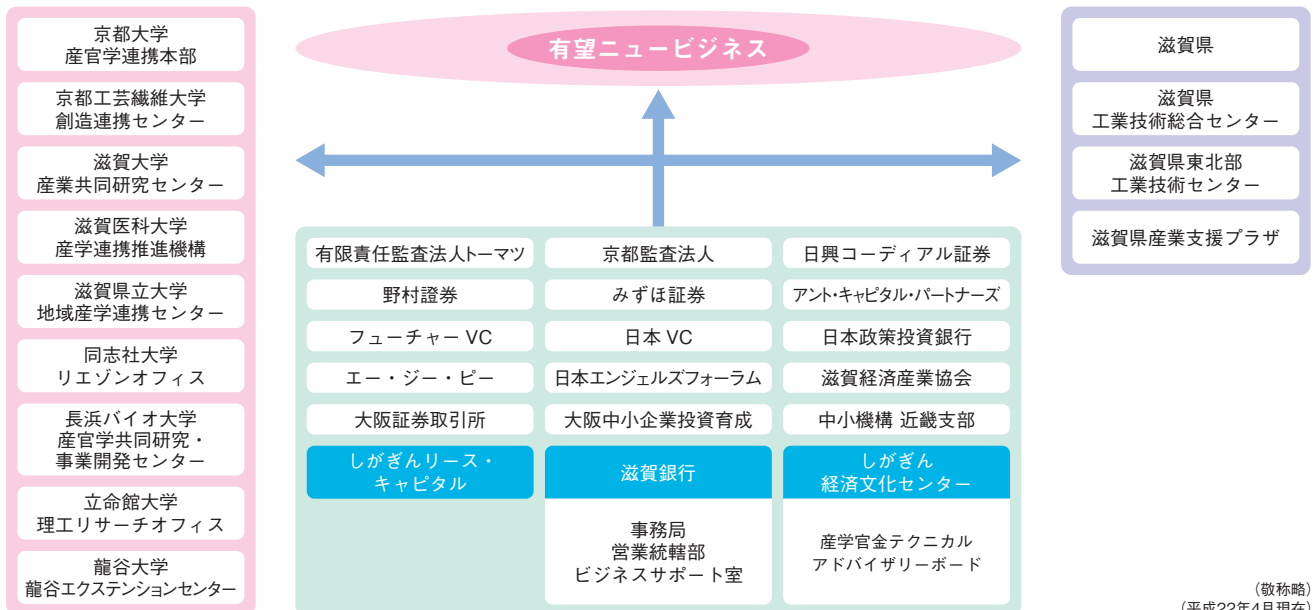 京都大学
産官学連携本部
京都工芸繊維大学
創造連携センター
滋賀大学
産業共同研究センター
滋賀医科大学
産学連携推進機構
滋賀県立大学
地域産学連携センター
同志社大学
リエゾンオフィス
長浜バイオ大学
産官学共同研究・
事業開発センター
立命館大学
理工リサーチオフィス
龍谷大学
龍谷エクステンションセンター
有望ニュービジネス
有限責任監査法人トーマツ
京都監査法人
日興コーディアル証券
野村證券
みずほ証券
アント・キャピタル・パートナーズ
フューチャー VC
日本 VC
日本政策投資銀行
エー・ジー・ピー
日本エンジェルズフォーラム
滋賀経済産業協会
大阪証券取引所
大阪中小企業投資育成
中小機構 近畿支部
しがぎんリース・
キャピタル
滋賀銀行
しがぎん
経済文化センター
事務局
営業統轄部
ビジネスサポート室
産学官金テクニカル
アドバイザリーボード
滋賀県
滋賀県
工業技術総合センター
滋賀県東北部
工業技術センター
滋賀県産業支援プラザ
(敬称略)
(平成22年4月現在)